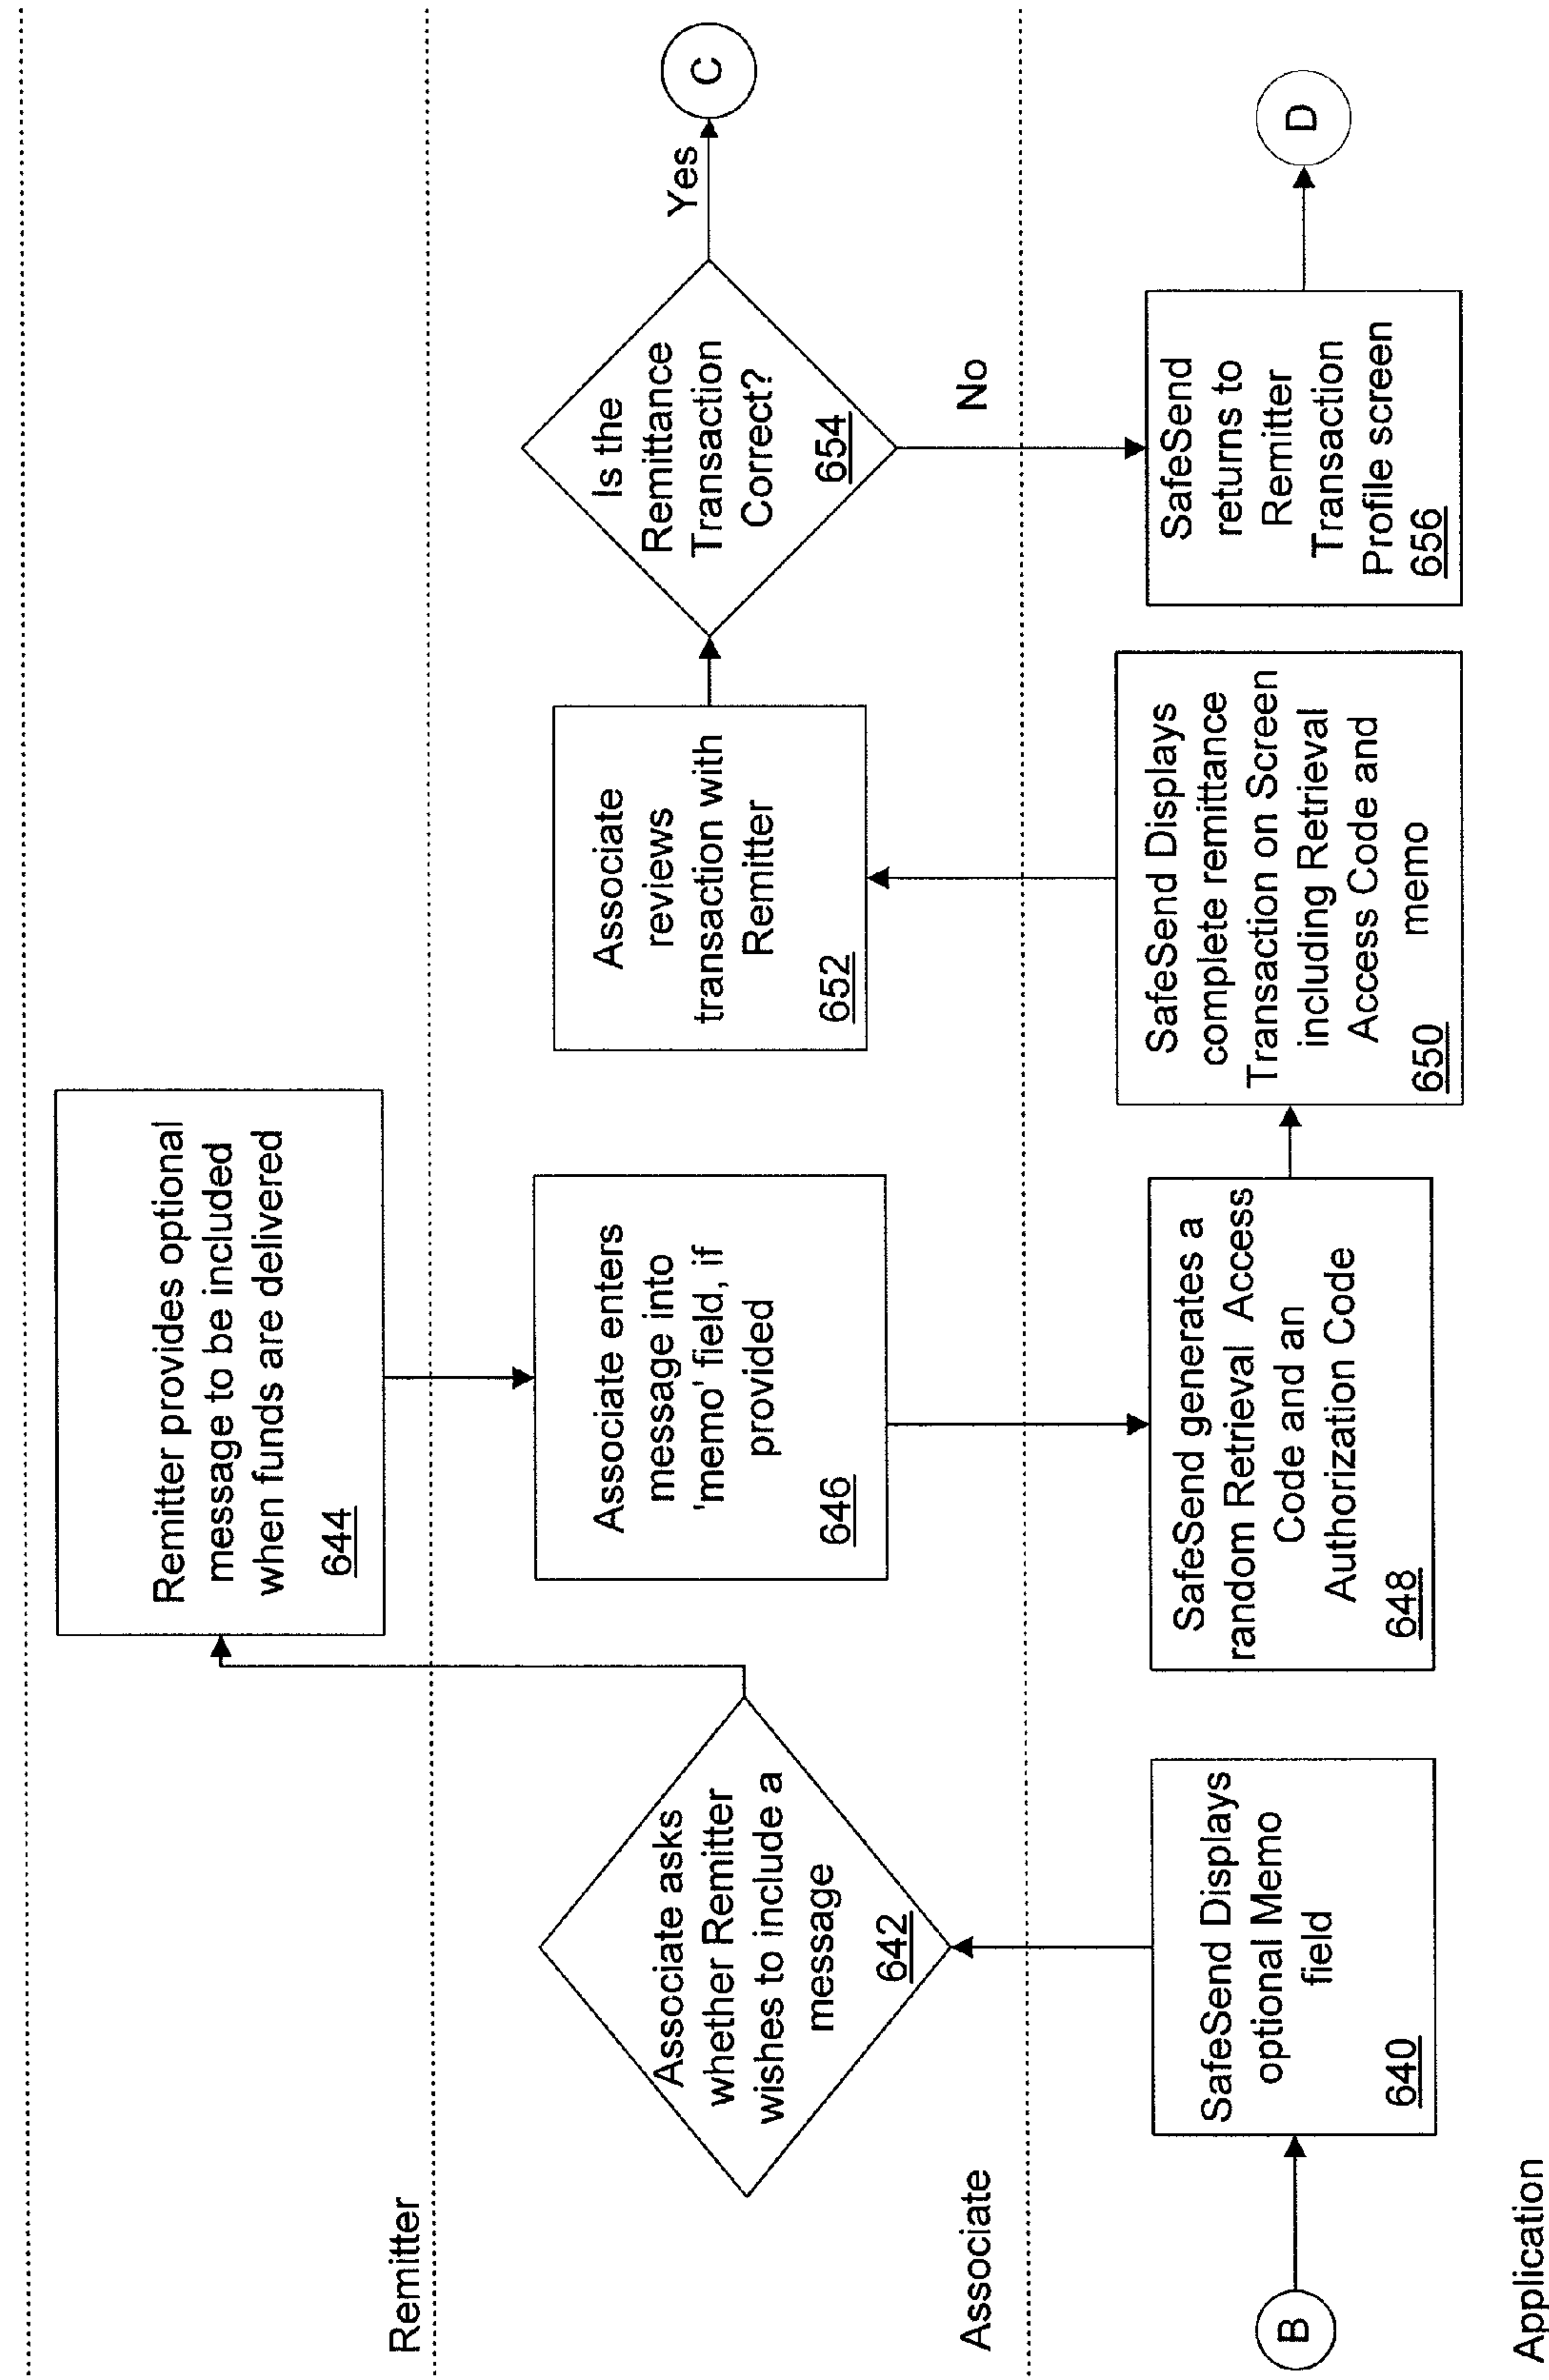 Remitter
Remitter provides optional
message to be included
when funds are delivered
644
Associate
Associate asks
whether Remitter
wishes to include a
message
642
Associate enters
message into
'memo' field, if
provided
646
Associate
reviews
transaction with
Remitter
652
Is the
Remittance
Transaction
Correct?
654
Yes
C
No
Application
B
SafeSend Displays
optional Memo
field
640
SafeSend generates a
random Retrieval Access
Code and an
Authorization Code
648
SafeSend Displays
complete remittance
Transaction on Screen
including Retrieval
Access Code and
memo
650
SafeSend
returns to
Remitter
Transaction
Profile screen
656
D